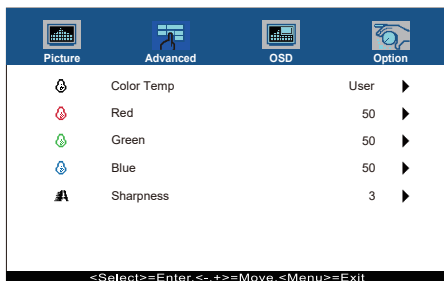 Picture Advanced OSD Option
Color Temp User
Red 50
Green 50
Blue 50
Sharpness 3
<Select>=Enter,<-,+>=Move,<Menu>=Exit